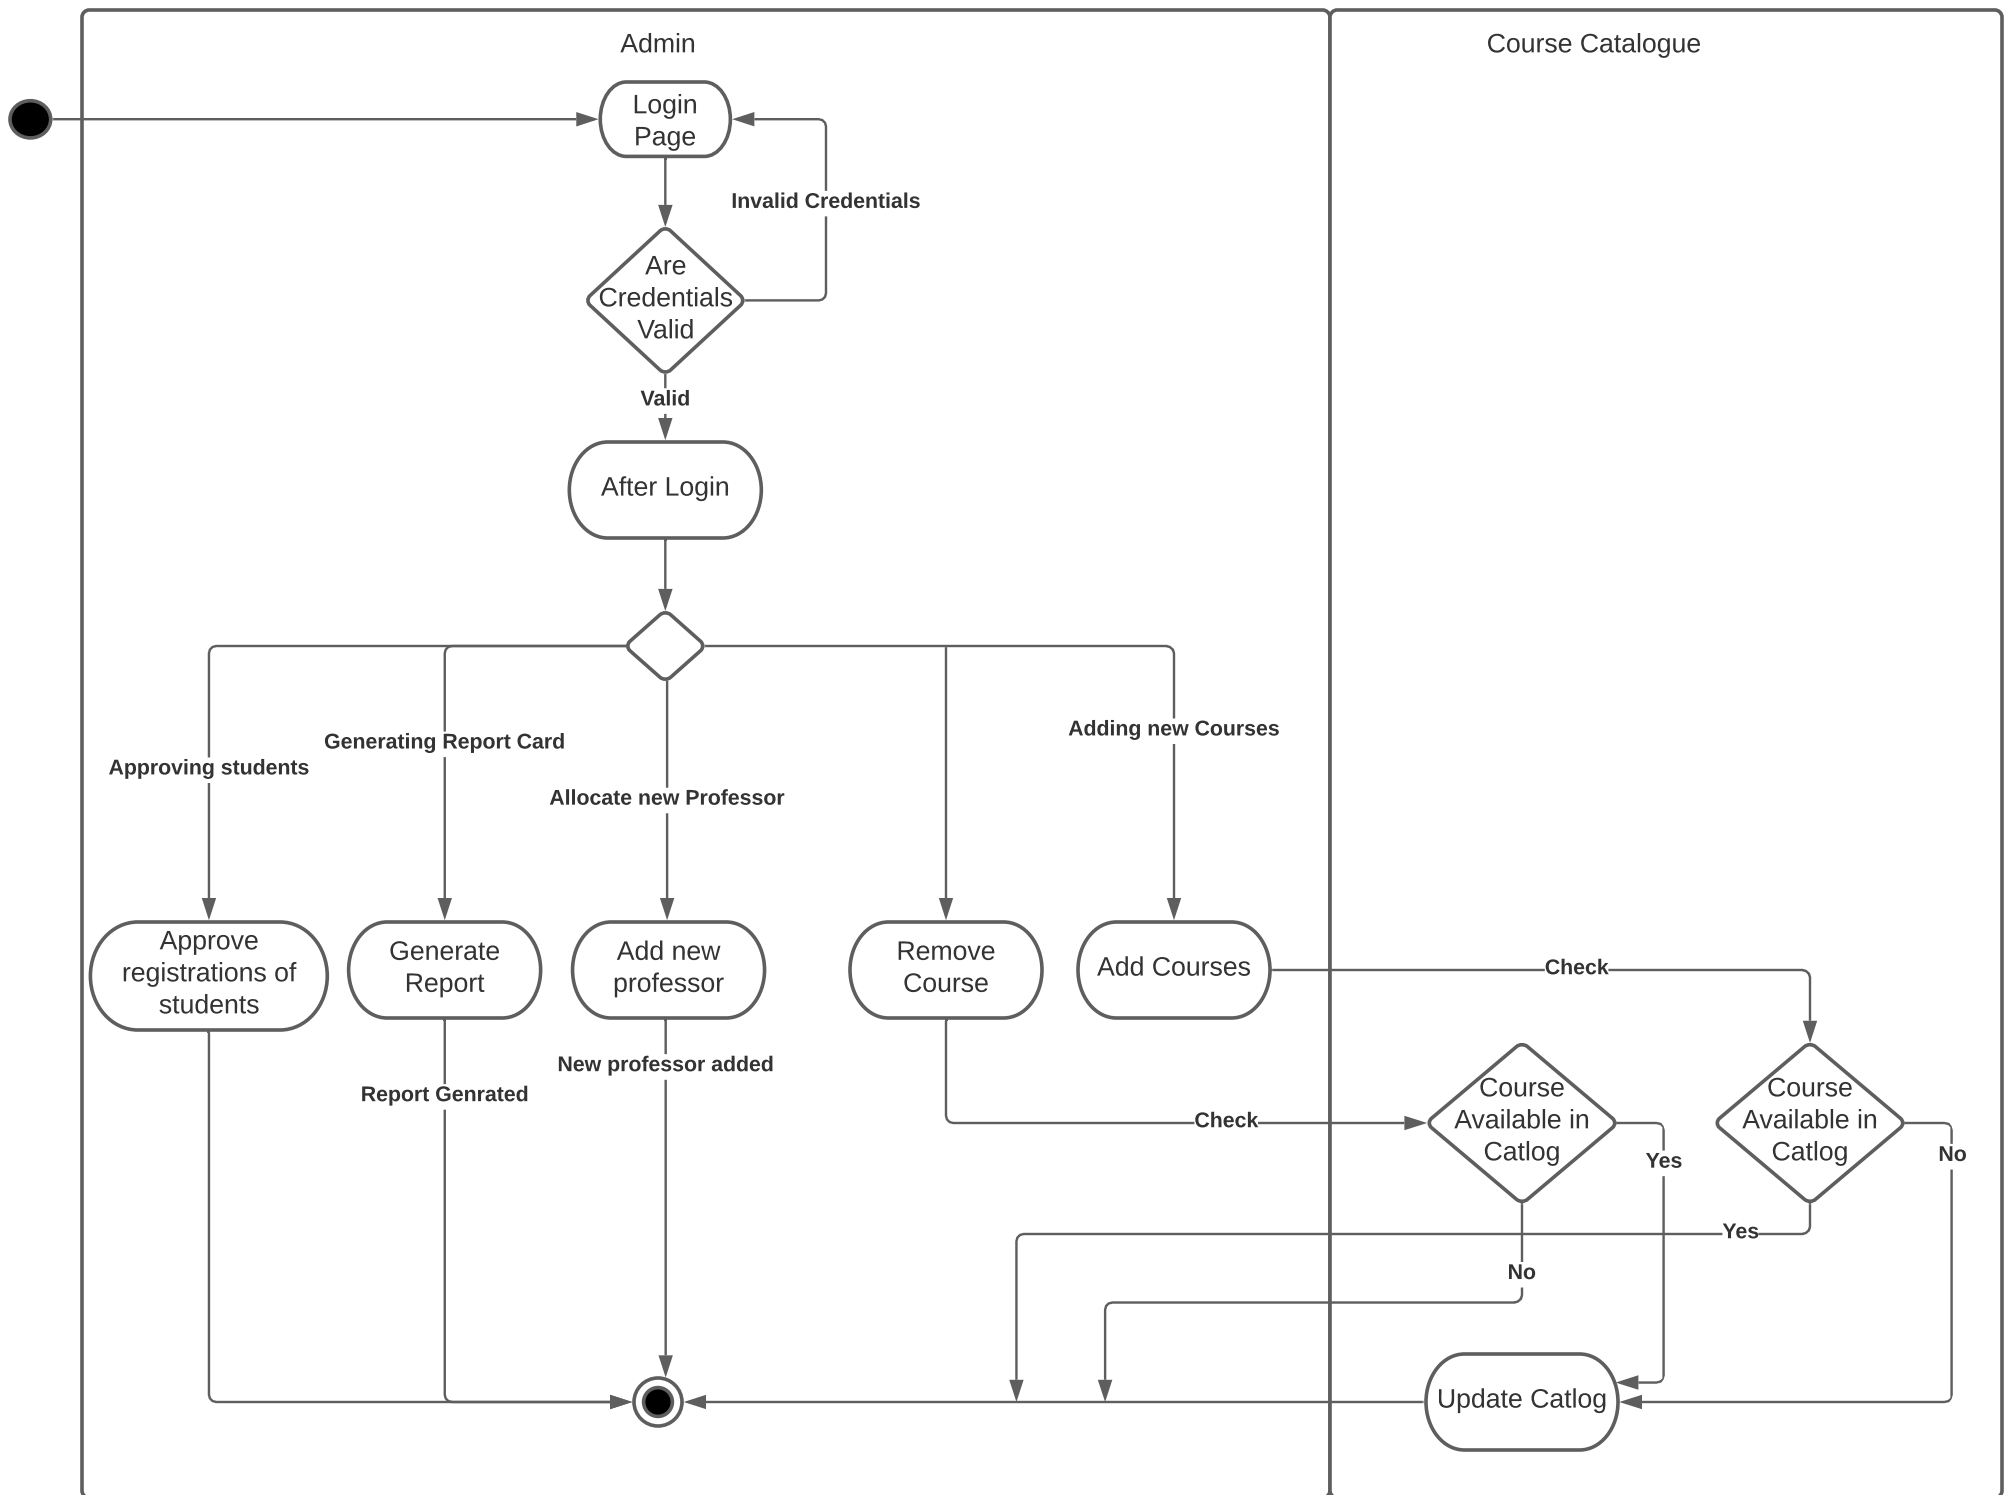 Admin
Course Catalogue
Login
Page
Invalid Credentials
Are
Credentials
Valid
Valid
After Login
Adding new Courses
Generating Report Card
Approving students
Allocate new Professor
Approve
registrations of
students
Generate
Report
Add new
professor
Remove
Course
Add Courses
Check
New professor added
Report Genrated
Check
Course
Available in
Catlog
Course
Available in
Catlog
Yes
No
Yes
No
Update Catlog